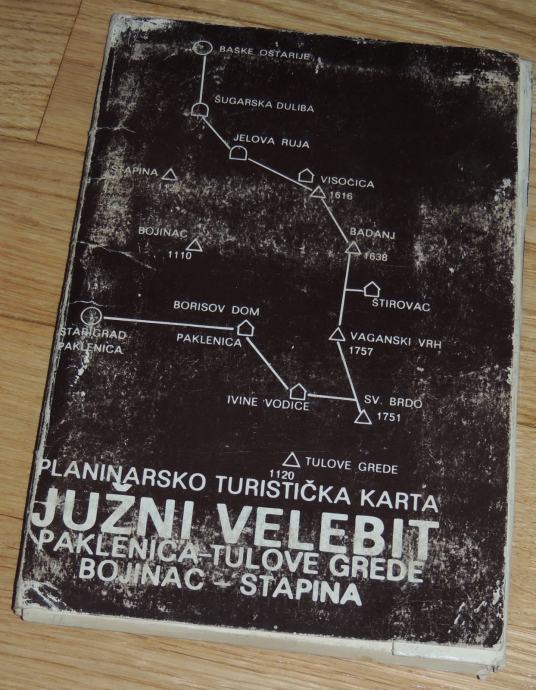 BAŠKE OŠTARIJE
ŠUGARSKA DULIBA
JELOVA RUJA
STAPINA
VISOČICA
1616
BOJINAC
1110
BADANJ
1638
ŠTIROVAC
BORISOV DOM
PAKLENICA
STARIGRAD
PAKLENICA
VAGANSKI VRH
1757
IVINE VODICE
SV. BRDO
1751
TULOVE GREDE
1120
PLANINARSKO TURISTIČKA KARTA
JUŽNI VELEBIT
PAKLENICA-TULOVE GREDE
BOJINAC - STAPINA